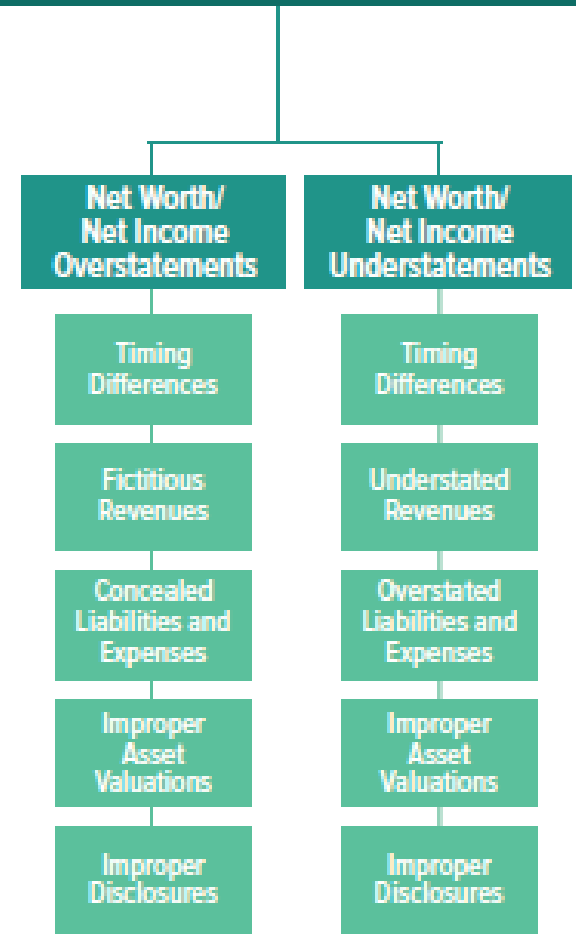 Net Worth/
Net Income
Overstatements
Timing
Differences
Fictitious
Revenues
Concealed
Liabilities and
Expenses
Improper
Asset
Valuations
Improper
Disclosures
Net Worth/
Net Income
Understatements
Timing
Differences
Understated
Revenues
Overstated
Liabilities and
Expenses
Improper
Asset
Valuations
Improper
Disclosures